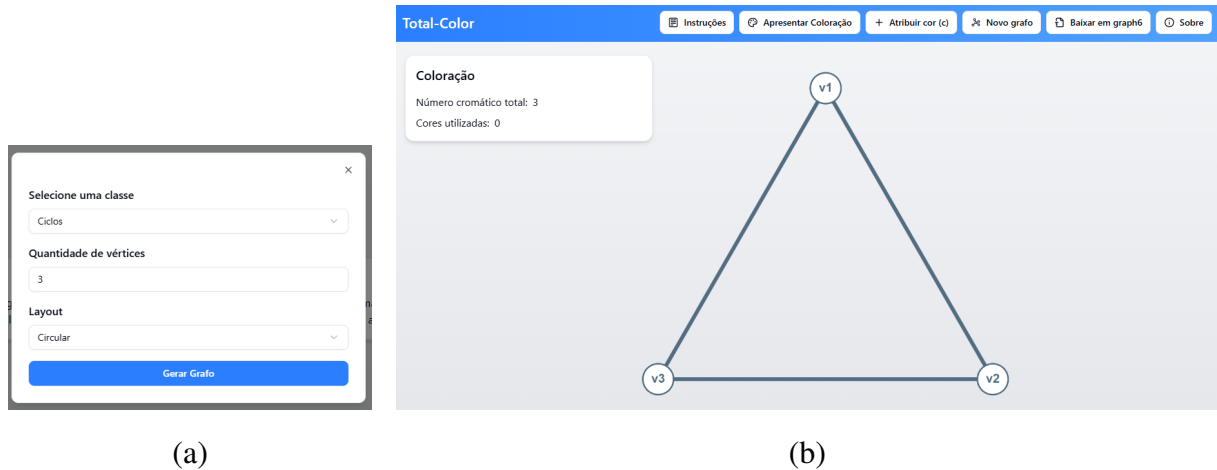 Selecione uma classe
Ciclos
Quantidade de vértices
3
Layout
Circular
Gerar Grafo
(a)
Total-Color
Instruções
Apresentar Coloração
+ Atribuir cor (c)
Novo grafo
Baixar em graph6
Sobre
Coloração
Número cromático total: 3
Cores utilizadas: 0
v1
v3
v2
(b)